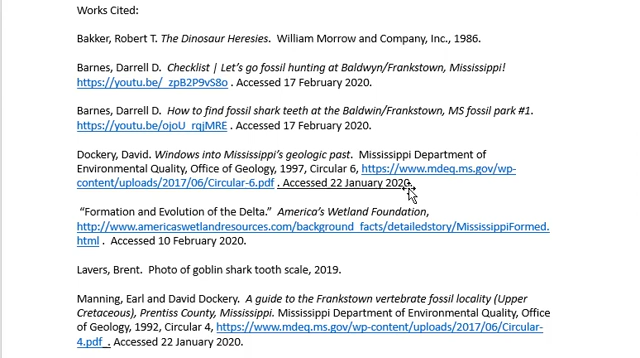 Works Cited:
Bakker, Robert T. The Dinosaur Heresies.  William Morrow and Company, Inc., 1986.
Barnes, Darrell D.  Checklist | Let's go fossil hunting at Baldwyn/Frankstown, Mississippi!
https://youtu.be/_zpB2P9vS8o . Accessed 17 February 2020.
Barnes, Darrell D.  How to find fossil shark teeth at the Baldwin/Frankstown, MS fossil park #1.
https://youtu.be/ojoU_rqjMRE . Accessed 17 February 2020.
Dockery, David. Windows into Mississippi's geologic past.  Mississippi Department of
Environmental Quality, Office of Geology, 1997, Circular 6, https://www.mdeq.ms.gov/wp-
content/uploads/2017/06/Circular-6.pdf . Accessed 22 January 2020.
"Formation and Evolution of the Delta." America's Wetland Foundation,
http://www.americaswetlandresources.com/background_facts/detailedstory/MississippiFormed.
html .  Accessed 10 February 2020.
Lavers, Brent.  Photo of goblin shark tooth scale, 2019.
Manning, Earl and David Dockery.  A guide to the Frankstown vertebrate fossil locality (Upper
Cretaceous), Prentiss County, Mississippi. Mississippi Department of Environmental Quality, Office
of Geology, 1992, Circular 4, https://www.mdeq.ms.gov/wp-content/uploads/2017/06/Circular-
4.pdf . Accessed 22 January 2020.